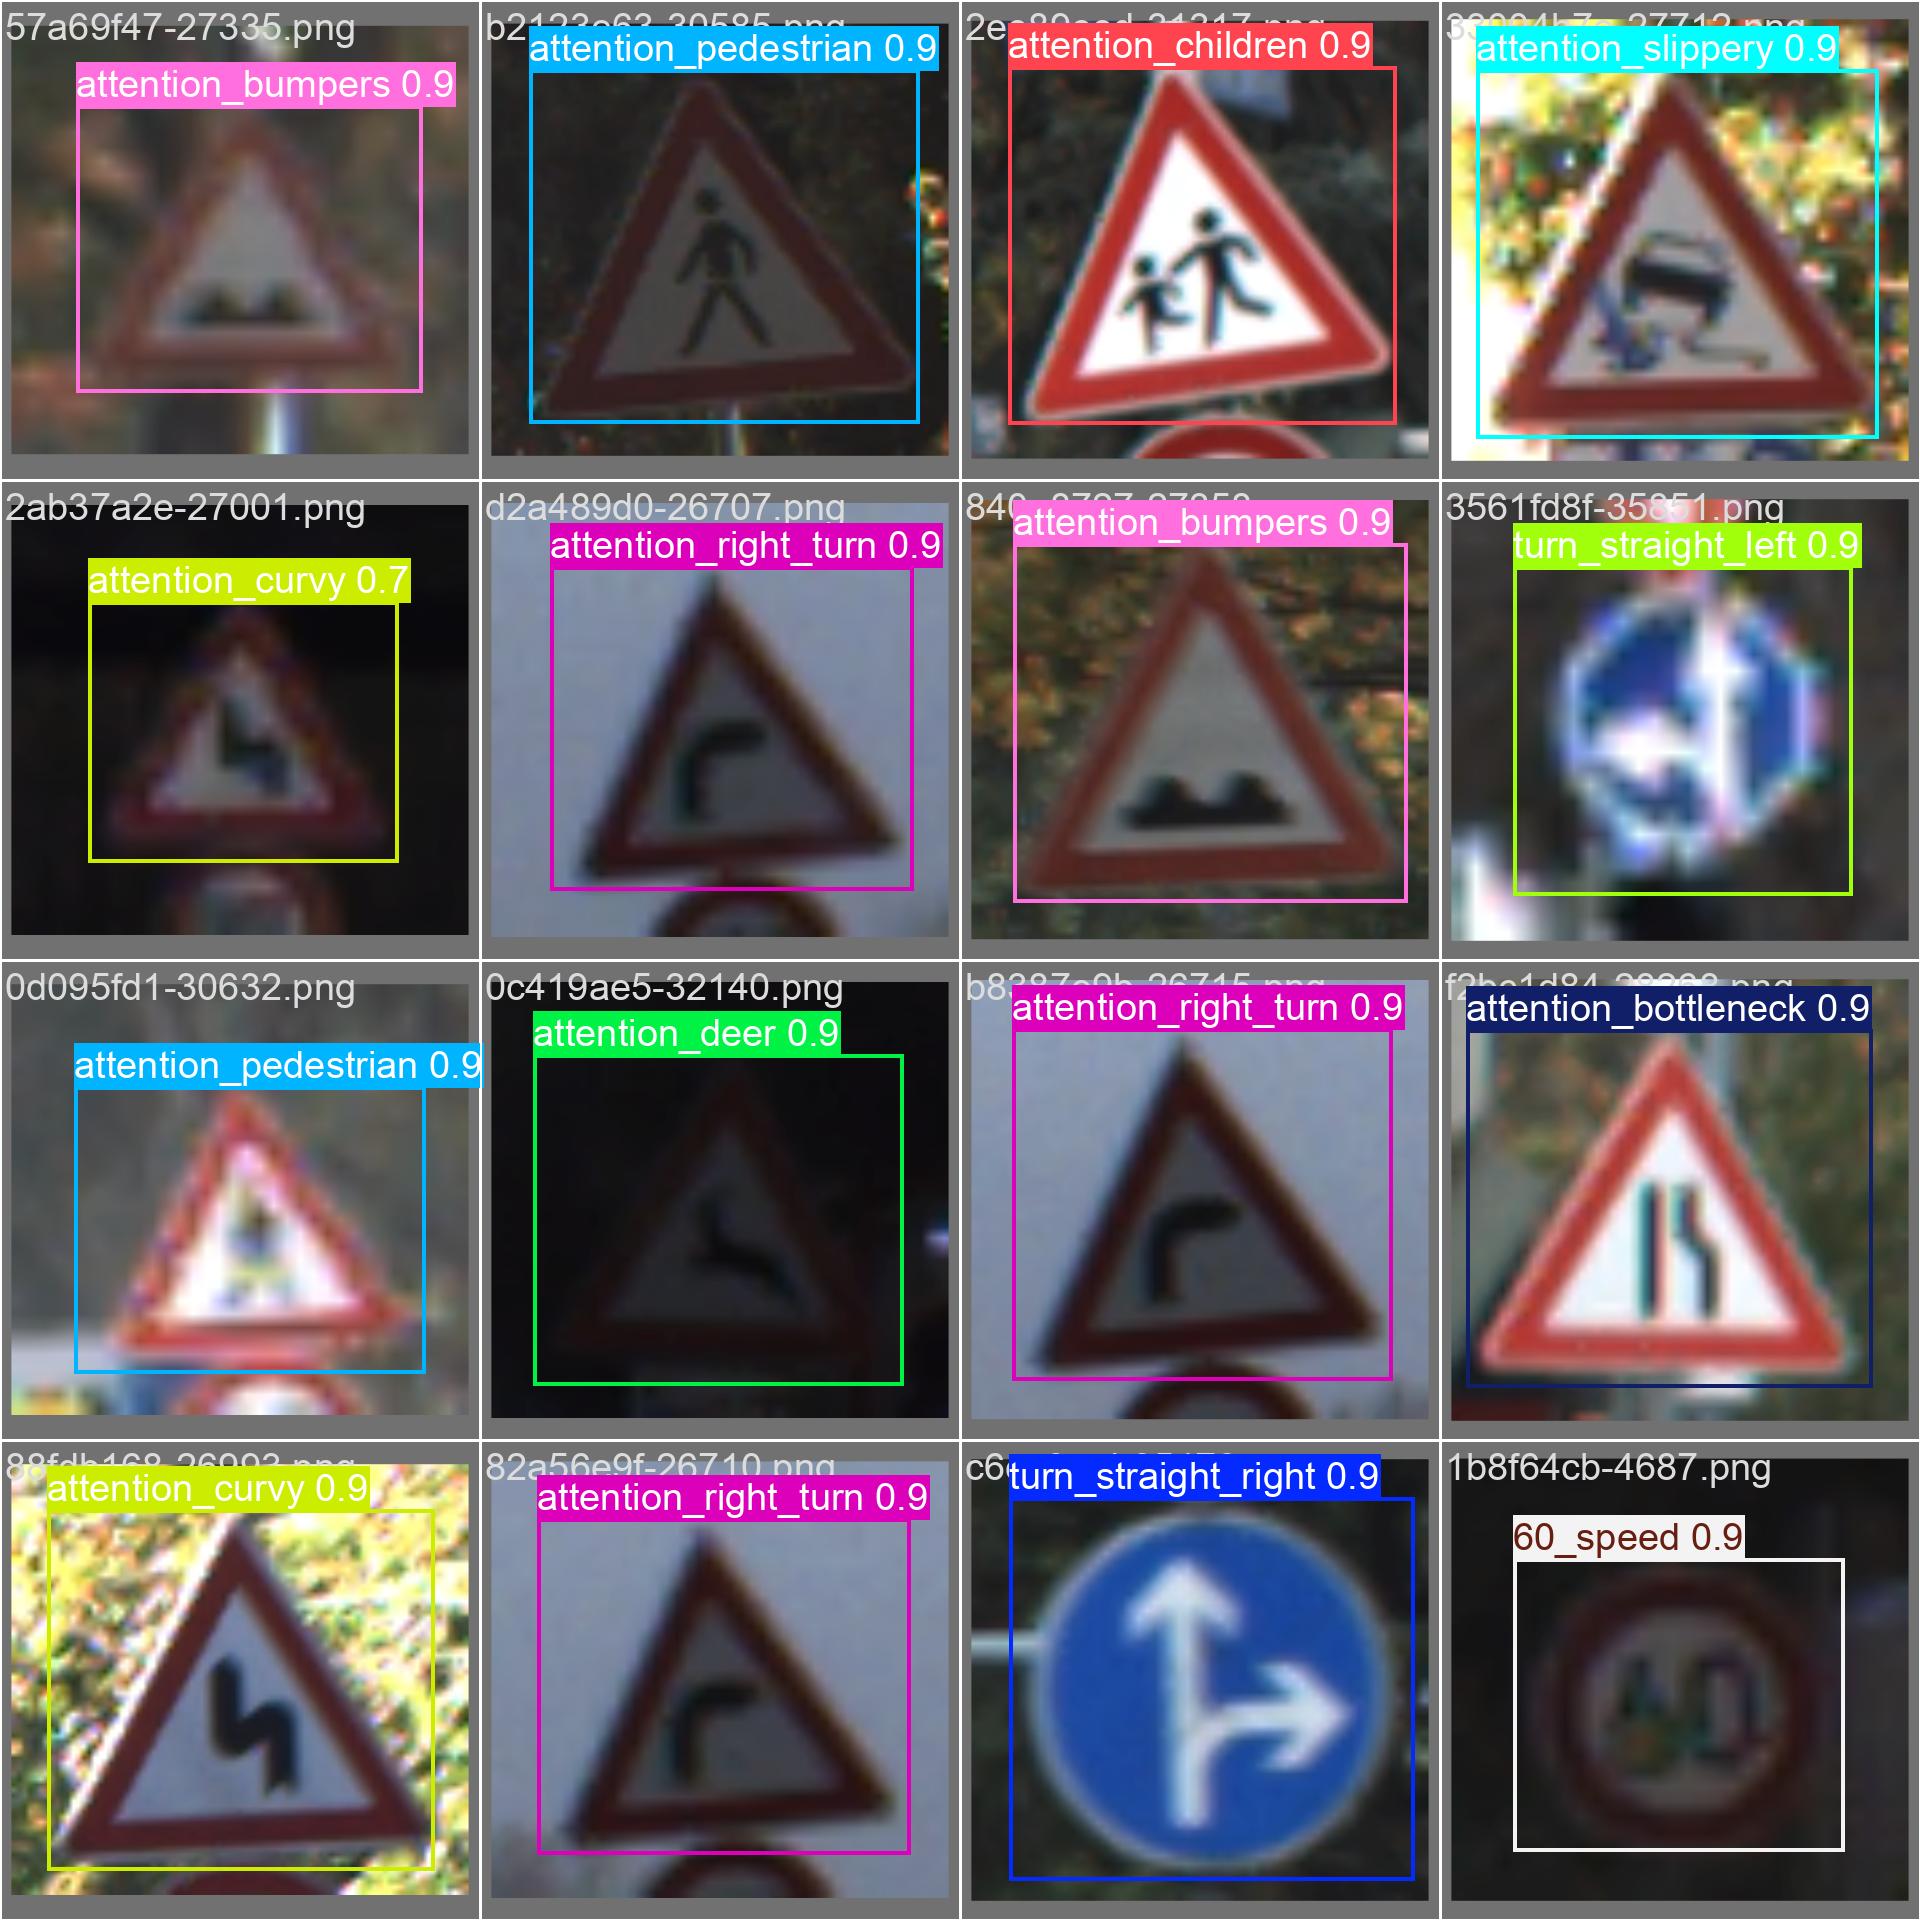 57a69f47-27335.png
attention_bumpers 0.9
attention_pedestrian 0.9
attention_children 0.9
attention_slippery 0.9
2ab37a2e-27001.png
attention_curvy 0.7
d2a489d0-26707.png
attention_right_turn 0.9
attention_bumpers 0.9
3561fd8f-35851.png
turn_straight_left 0.9
0d095fd1-30632.png
attention_pedestrian 0.9
0c419ae5-32140.png
attention_deer 0.9
attention_right_turn 0.9
attention_bottleneck 0.9
attention_curvy 0.9
82a56e9f-26710.png
attention_right_turn 0.9
turn_straight_right 0.9
1b8f64cb-4687.png
60_speed 0.9
60